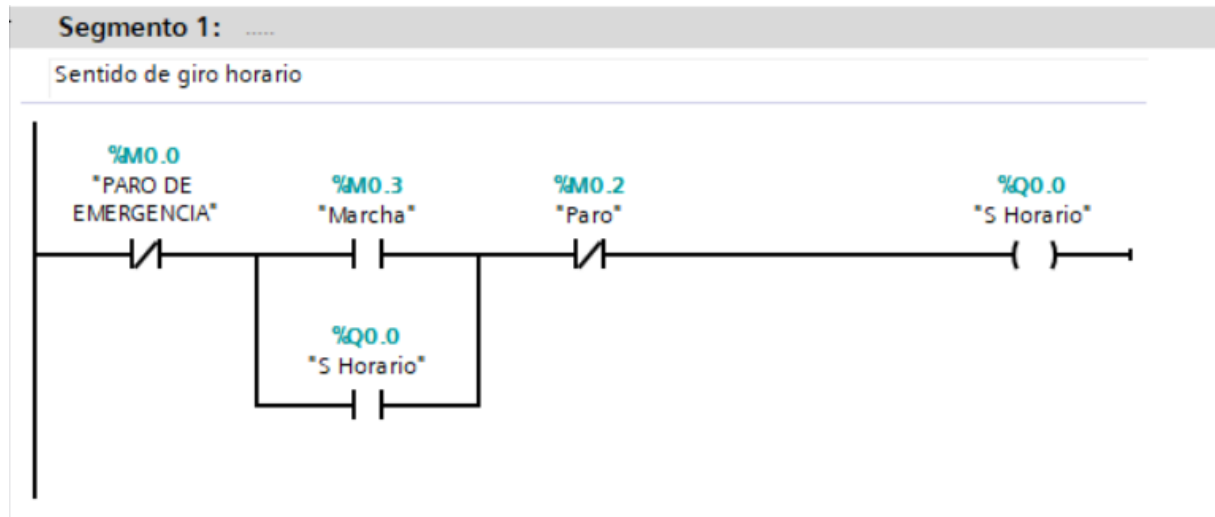 Segmento 1: .....
Sentido de giro horario
%M0.0
"PARO DE
EMERGENCIA"
%M0.3
"Marcha"
%M0.2
"Paro"
%Q0.0
"S Horario"
%Q0.0
"S Horario"